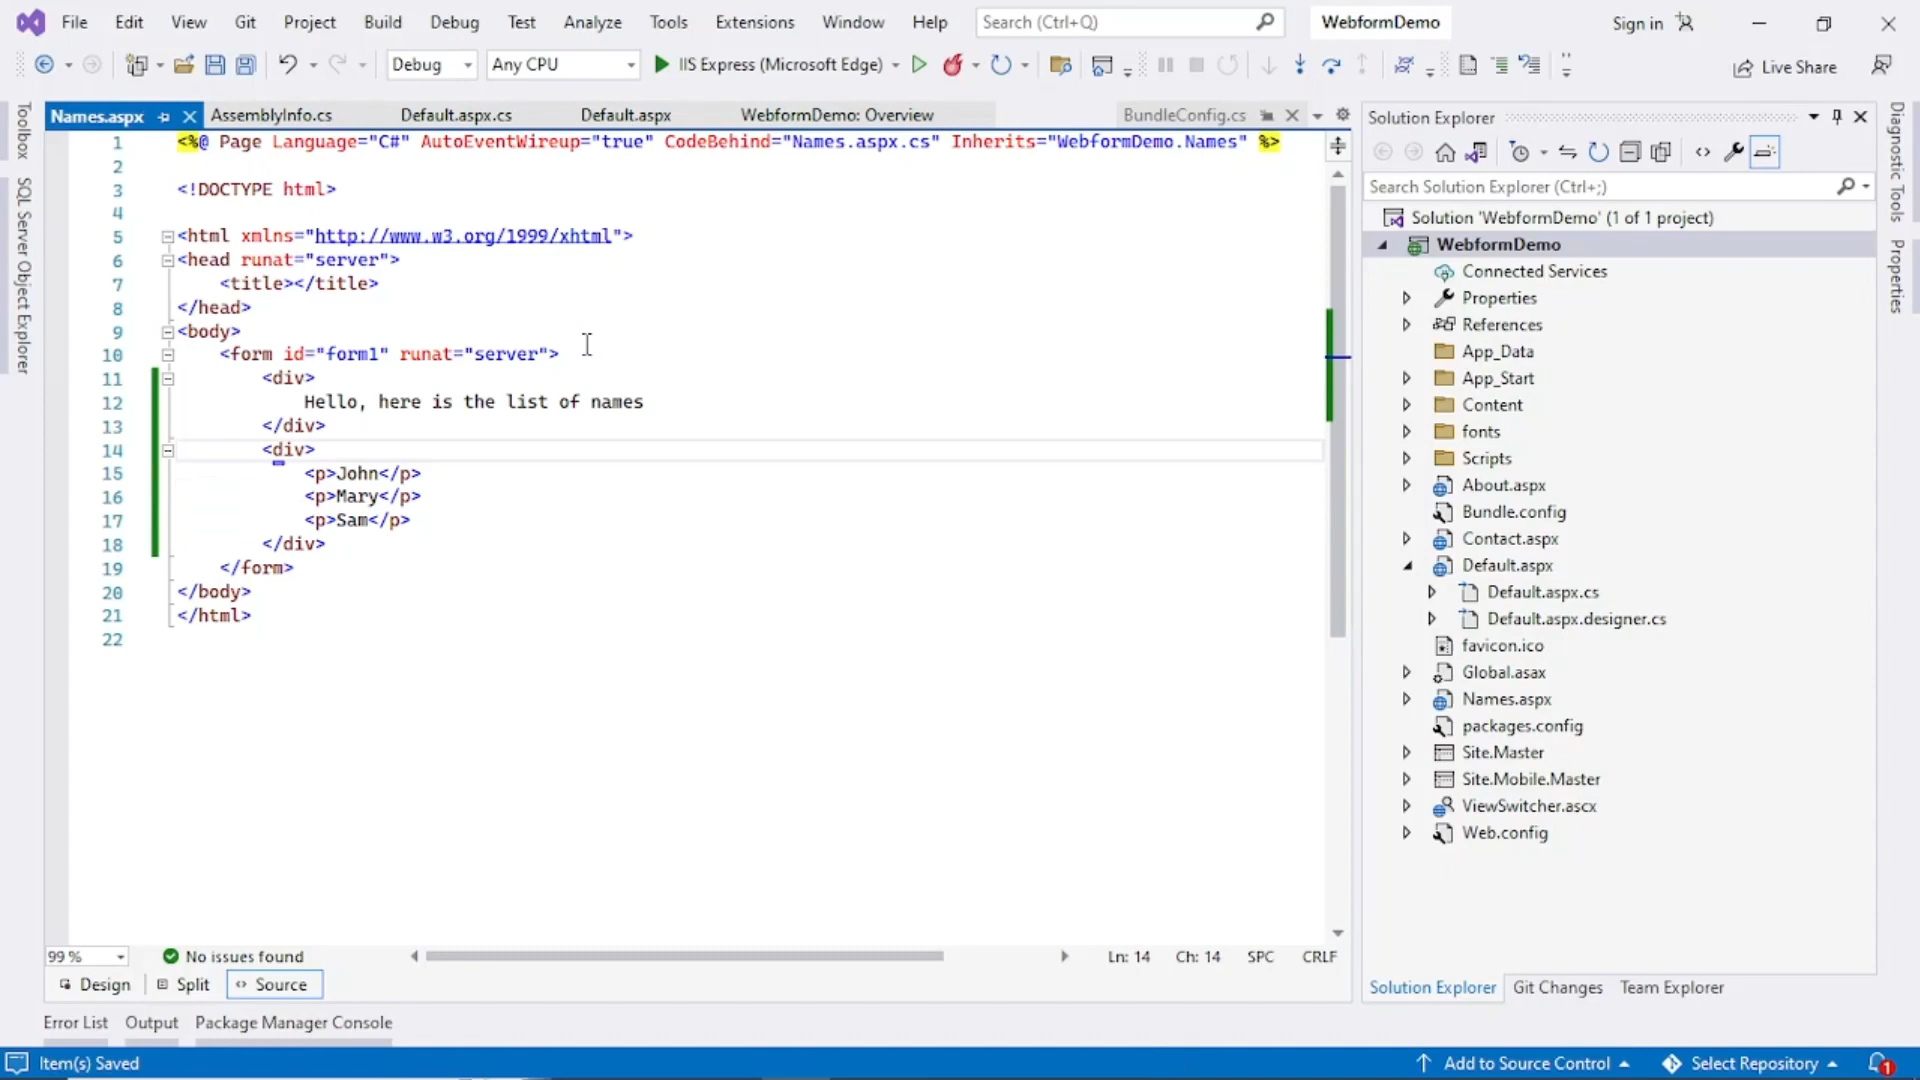 File Edit View Git Project Build Debug Test Analyze Tools Extensions Window Help Search (Ctrl+Q) WebformDemo Sign in
Debug Any CPU IIS Express (Microsoft Edge) Live Share
Toolbox
SQL Server Object Explorer
Names.aspx AssemblyInfo.cs Default.aspx.cs Default.aspx WebformDemo: Overview BundleConfig.cs
1 <%@ Page Language="C#" AutoEventWireup="true" CodeBehind="Names.aspx.cs" Inherits="WebformDemo.Names" %>
2
3 <!DOCTYPE html>
4
5 <html xmlns="http://www.w3.org/1999/xhtml">
6 <head runat="server">
7 <title></title>
8 </head>
9 <body>
10 <form id="form1" runat="server">
11 <div>
12 Hello, here is the list of names
13 </div>
14 <div>
15 <p>John</p>
16 <p>Mary</p>
17 <p>Sam</p>
18 </div>
19 </form>
20 </body>
21 </html>
22
99 % No issues found Ln: 14 Ch: 14 SPC CRLF
Design Split Source
Error List Output Package Manager Console
Solution Explorer
Search Solution Explorer (Ctrl+;)
Solution 'WebformDemo' (1 of 1 project)
WebformDemo
Connected Services
Properties
References
App_Data
App_Start
Content
fonts
Scripts
About.aspx
Bundle.config
Contact.aspx
Default.aspx
Default.aspx.cs
Default.aspx.designer.cs
favicon.ico
Global.asax
Names.aspx
packages.config
Site.Master
Site.Mobile.Master
ViewSwitcher.ascx
Web.config
Solution Explorer Git Changes Team Explorer
Diagnostic Tools
Properties
Item(s) Saved Add to Source Control Select Repository 1